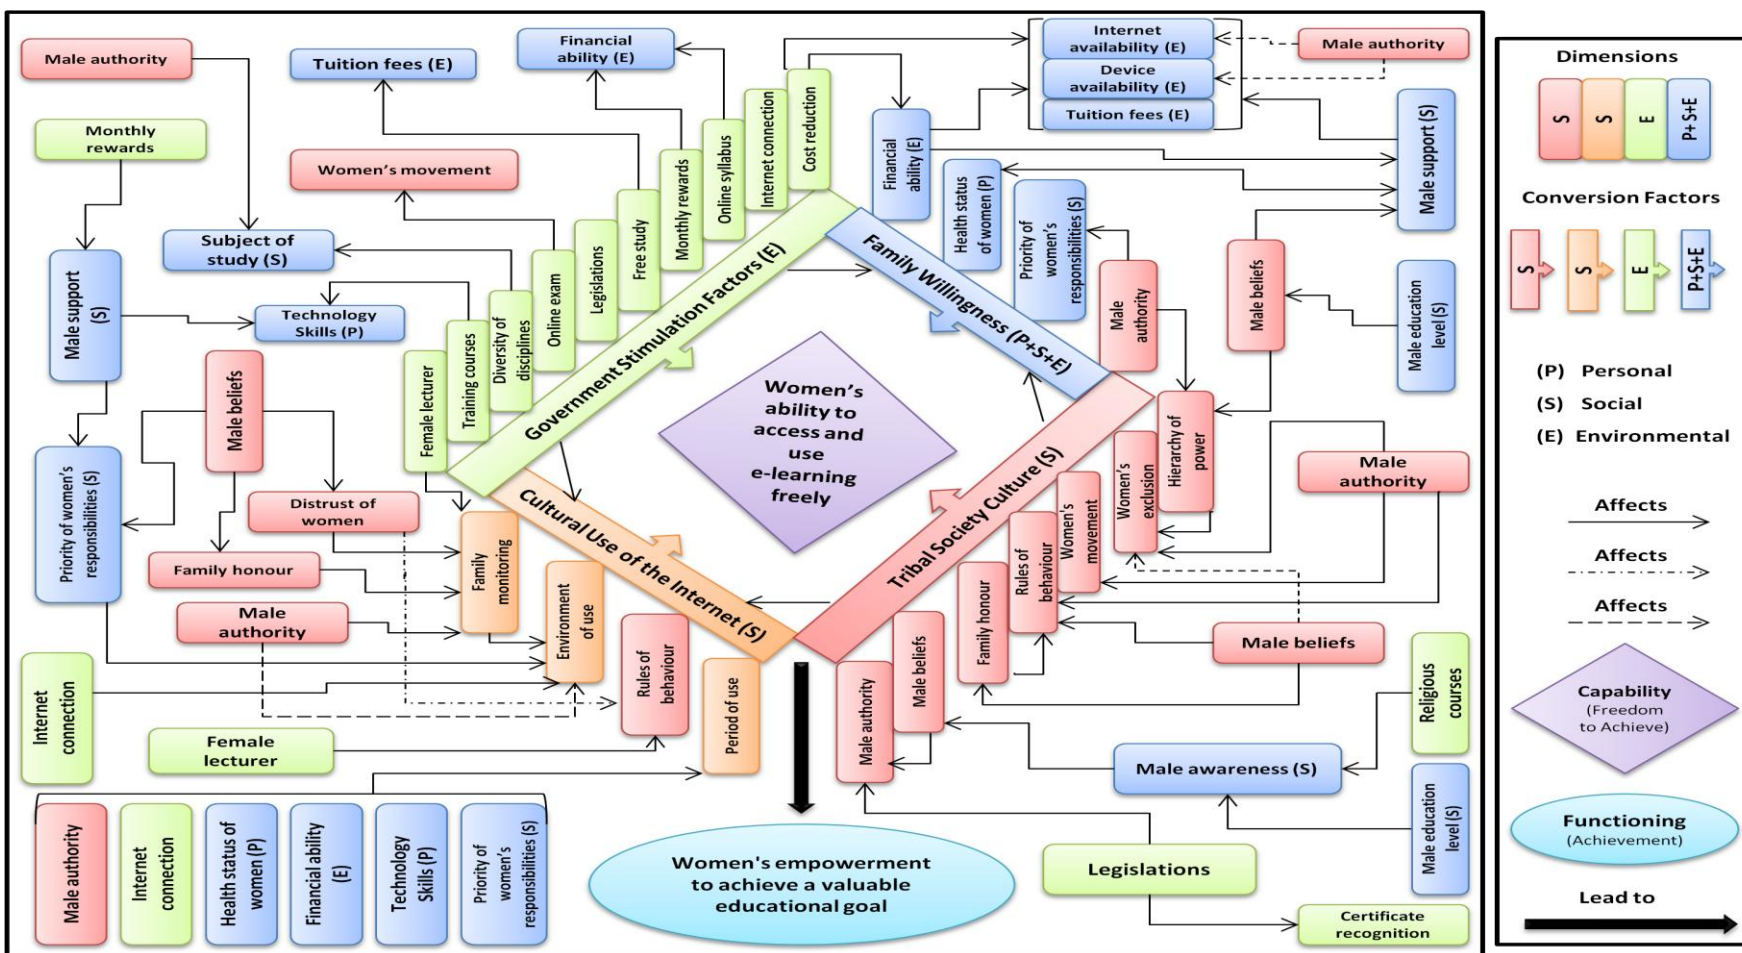 Male authority
Monthly
rewards
Tuition fees (E)
Financial
ability (E)
Women's movement
Subject of
study (S)
Technology
Skills (P)
Male support
(S)
Male beliefs
Priority of women's
responsibilities (S)
Distrust of
women
Family honour
Male
authority
Internet
connection
Female
lecturer
Female lecturer
Training courses
Diversity of
disciplines
Online exam
Legislations
Free study
Monthly rewards
Online syllabus
Internet connection
Cost reduction
Government Stimulation Factors (E)
Family Willingness (P+S+E)
Cultural Use of the Internet (S)
Tribal Society Culture (S)
Women's
ability to
access and
use
e-learning
freely
Financial
ability (E)
Health status
of women (P)
Priority of
women's
responsibilities (S)
Internet
availability (E)
Device
availability (E)
Tuition fees (E)
Male authority
Male support (S)
Male beliefs
Male education
level (S)
Male
authority
Hierarchy of
power
Women's
exclusion
Women's
movement
Rules of
behaviour
Family honour
Male beliefs
Male authority
Male
authority
Male beliefs
Family
monitoring
Environment
of use
Rules of
behaviour
Period of use
Male awareness (S)
Religious
courses
Male education
level (S)
Legislations
Certificate
recognition
Male authority
Internet
connection
Health status of
women (P)
Financial ability
(E)
Technology
Skills (P)
Priority of
women's
responsibilities (S)
Women's empowerment
to achieve a valuable
educational goal
Dimensions
S
S
E
P+ S+E
Conversion Factors
S
S
E
P+S+E
(P) Personal
(S) Social
(E) Environmental
Affects
Affects
Affects
Capability
(Freedom
to Achieve)
Functioning
(Achievement)
Lead to